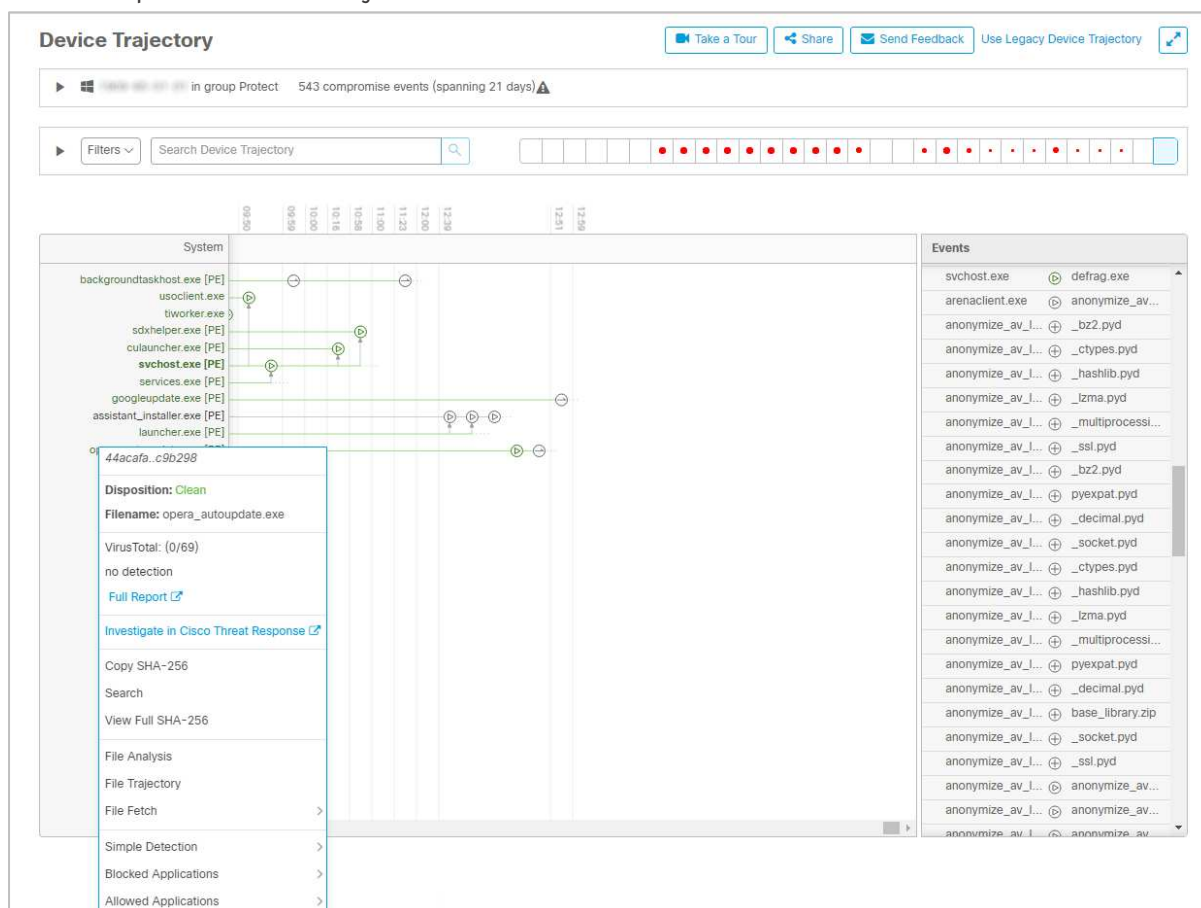 Device Trajectory
Take a Tour
Share
Send Feedback
Use Legacy Device Trajectory
in group Protect 543 compromise events (spanning 21 days)
Filters
Search Device Trajectory
09:50
09:59
10:00
10:16
10:58
11:00
11:23
12:00
12:39
12:51
12:59
System
backgroundtaskhost.exe [PE]
usoclient.exe
tiworker.exe
sdxhelper.exe [PE]
culauncher.exe [PE]
svchost.exe [PE]
services.exe [PE]
googleupdate.exe [PE]
assistant_installer.exe [PE]
launcher.exe [PE]
44acafa..c9b298
Disposition: Clean
Filename: opera_autoupdate.exe
VirusTotal: (0/69)
no detection
Full Report
Investigate in Cisco Threat Response
Copy SHA-256
Search
View Full SHA-256
File Analysis
File Trajectory
File Fetch
Simple Detection
Blocked Applications
Allowed Applications
Events
svchost.exe defrag.exe
arenaclient.exe anonymize_av...
anonymize_av_l... _bz2.pyd
anonymize_av_l... _ctypes.pyd
anonymize_av_l... _hashlib.pyd
anonymize_av_l... _lzma.pyd
anonymize_av_l... _multiprocessi...
anonymize_av_l... _ssl.pyd
anonymize_av_l... _bz2.pyd
anonymize_av_l... pyexpat.pyd
anonymize_av_l... _decimal.pyd
anonymize_av_l... _socket.pyd
anonymize_av_l... _ctypes.pyd
anonymize_av_l... _hashlib.pyd
anonymize_av_l... _lzma.pyd
anonymize_av_l... _multiprocessi...
anonymize_av_l... pyexpat.pyd
anonymize_av_l... _decimal.pyd
anonymize_av_l... base_library.zip
anonymize_av_l... _socket.pyd
anonymize_av_l... _ssl.pyd
anonymize_av_l... anonymize_av...
anonymize_av_l... anonymize_av...
anonymize_av_l... anonymize_av